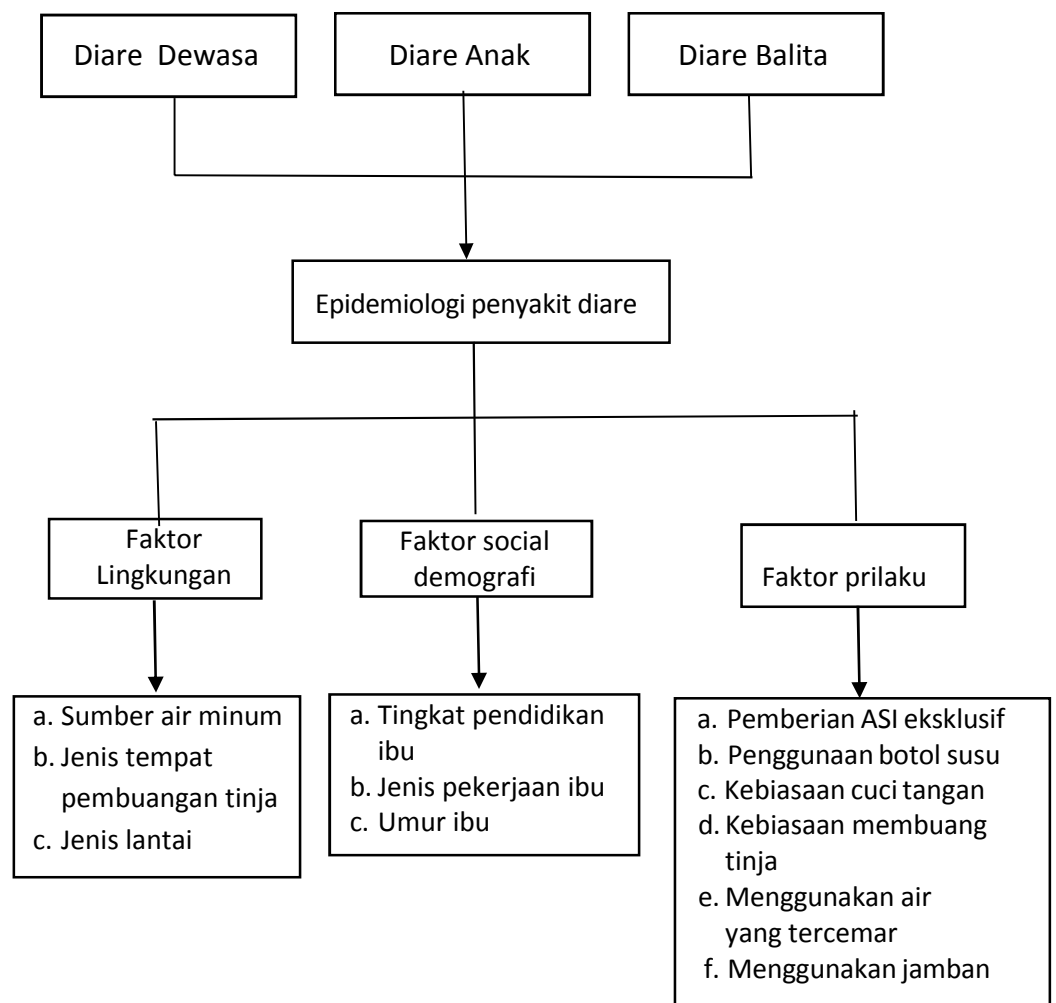 Diare Dewasa
Diare Anak
Diare Balita
Epidemiologi penyakit diare
Faktor
Lingkungan
Faktor social
demografi
Faktor prilaku
a. Sumber air minum
b. Jenis tempat
pembuangan tinja
c. Jenis lantai
a. Tingkat pendidikan
ibu
b. Jenis pekerjaan ibu
c. Umur ibu
a. Pemberian ASI eksklusif
b. Penggunaan botol susu
c. Kebiasaan cuci tangan
d. Kebiasaan membuang
tinja
e. Menggunakan air
yang tercemar
f. Menggunakan jamban